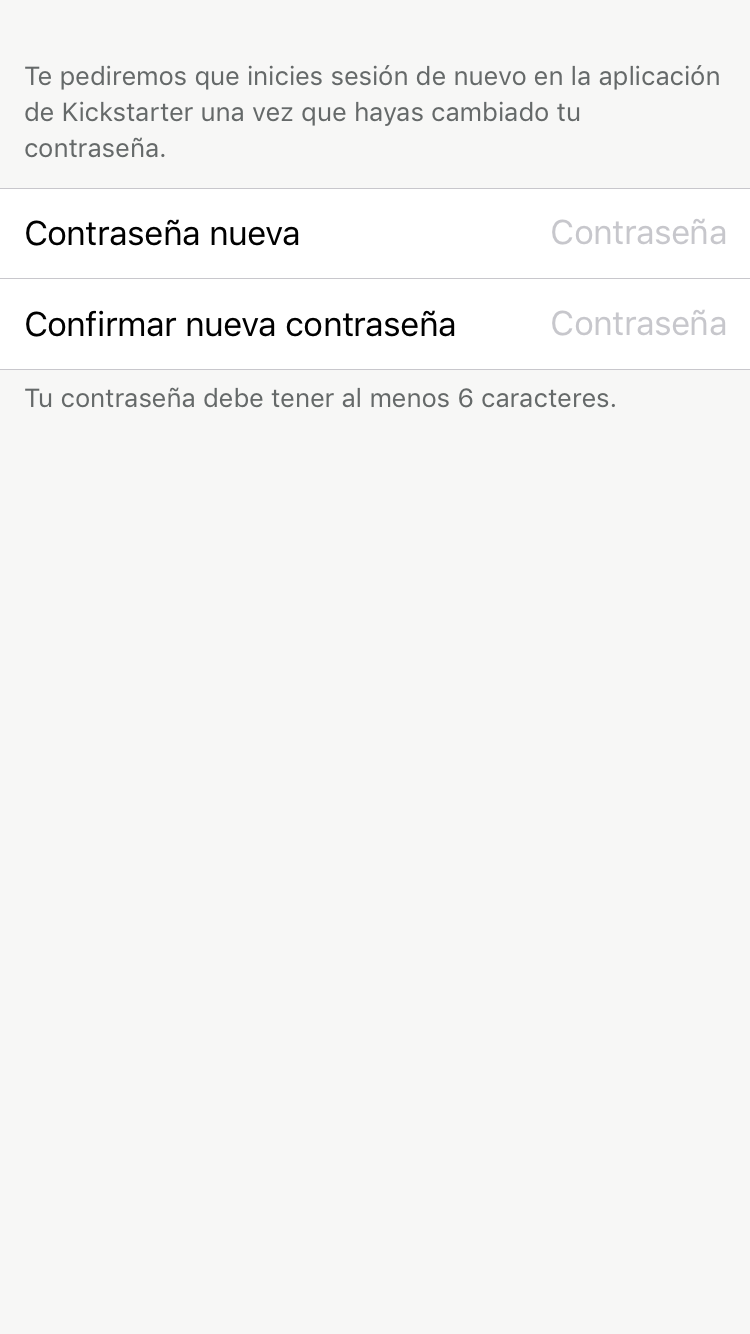 Te pediremos que inicies sesión de nuevo en la aplicación
de Kickstarter una vez que hayas cambiado tu
contraseña.
Contraseña nueva Contraseña
Confirmar nueva contraseña Contraseña
Tu contraseña debe tener al menos 6 caracteres.